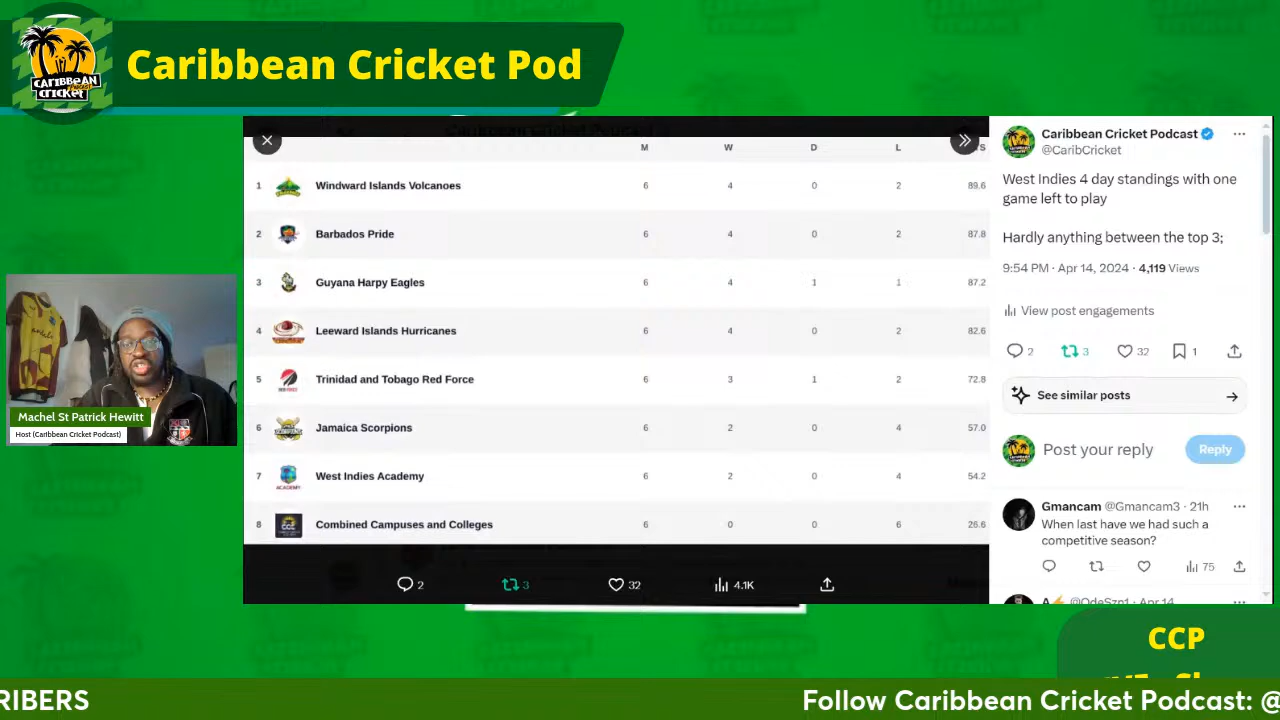 Caribbean Cricket Pod
CARIBBEAN
CRICKET
M W D L
1 Windward Islands Volcanoes 6 4 0 2 89.6
2 Barbados Pride 6 4 0 2 87.8
3 Guyana Harpy Eagles 6 4 1 1 87.2
4 Leeward Islands Hurricanes 6 4 0 2 82.6
5 Trinidad and Tobago Red Force 6 3 1 2 72.8
6 Jamaica Scorpions 6 2 0 4 57.0
7 West Indies Academy 6 2 0 4 54.2
8 Combined Campuses and Colleges 6 0 0 6 26.6
2 3 32 4.1K
Caribbean Cricket Podcast
@CaribCricket
West Indies 4 day standings with one
game left to play
Hardly anything between the top 3;
9:54 PM · Apr 14, 2024 · 4,119 Views
View post engagements
2 3 32 1
See similar posts
Post your reply Reply
Gmancam @Gmancam3 · 21h
When last have we had such a
competitive season?
75
Machel St Patrick Hewitt
Host (Caribbean Cricket Podcast)
CCP
RIBERS
Follow Caribbean Cricket Podcast: @